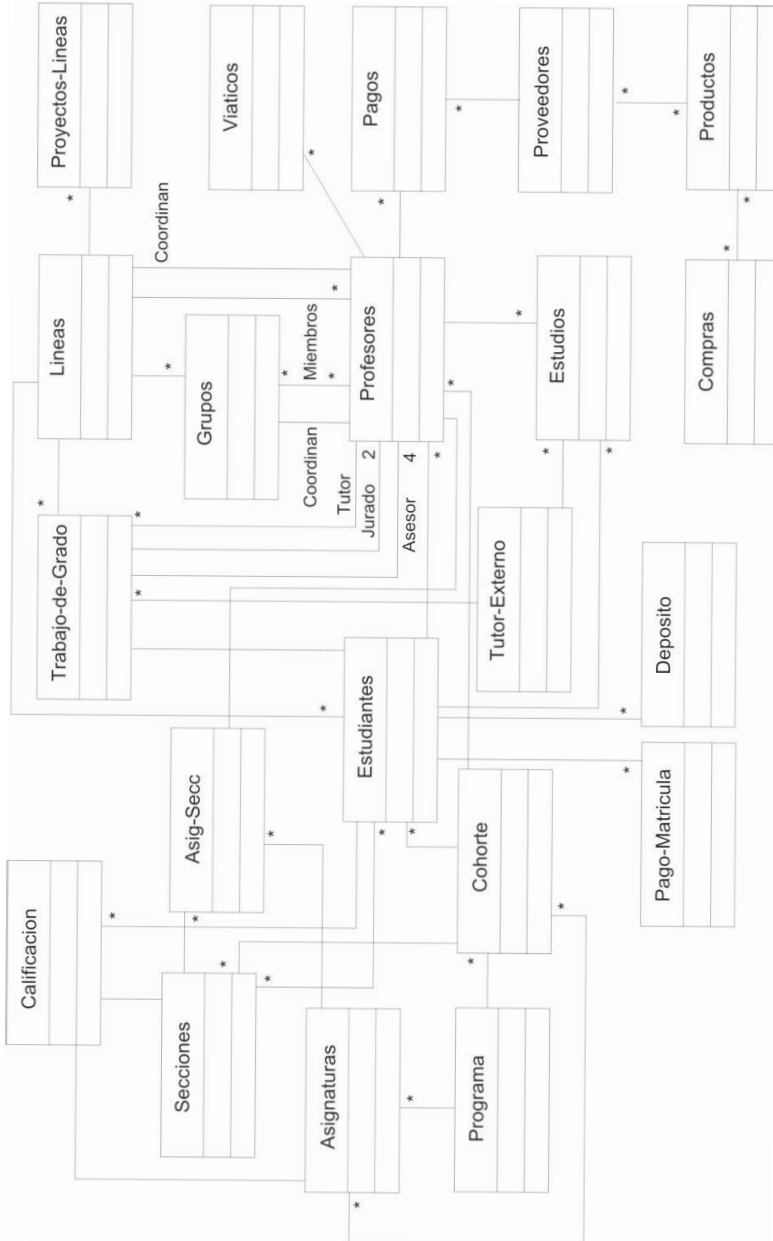 Proyectos-Lineas
Viaticos
Pagos
Proveedores
Productos
*
*
*
*
*
*
*
*
*
Coordinan
Lineas
Grupos
Miembros
Profesores
Estudios
Compras
*
*
*
*
*
*
Coordinan
Tutor
Jurado
2
Asesor
4
*
*
*
*
*
*
Trabajo-de-Grado
Tutor-Externo
Deposito
*
Estudiantes
*
*
Asig-Secc
Pago-Matricula
*
*
*
Cohorte
Calificacion
*
*
*
*
*
*
Secciones
Asignaturas
Programa
*
*